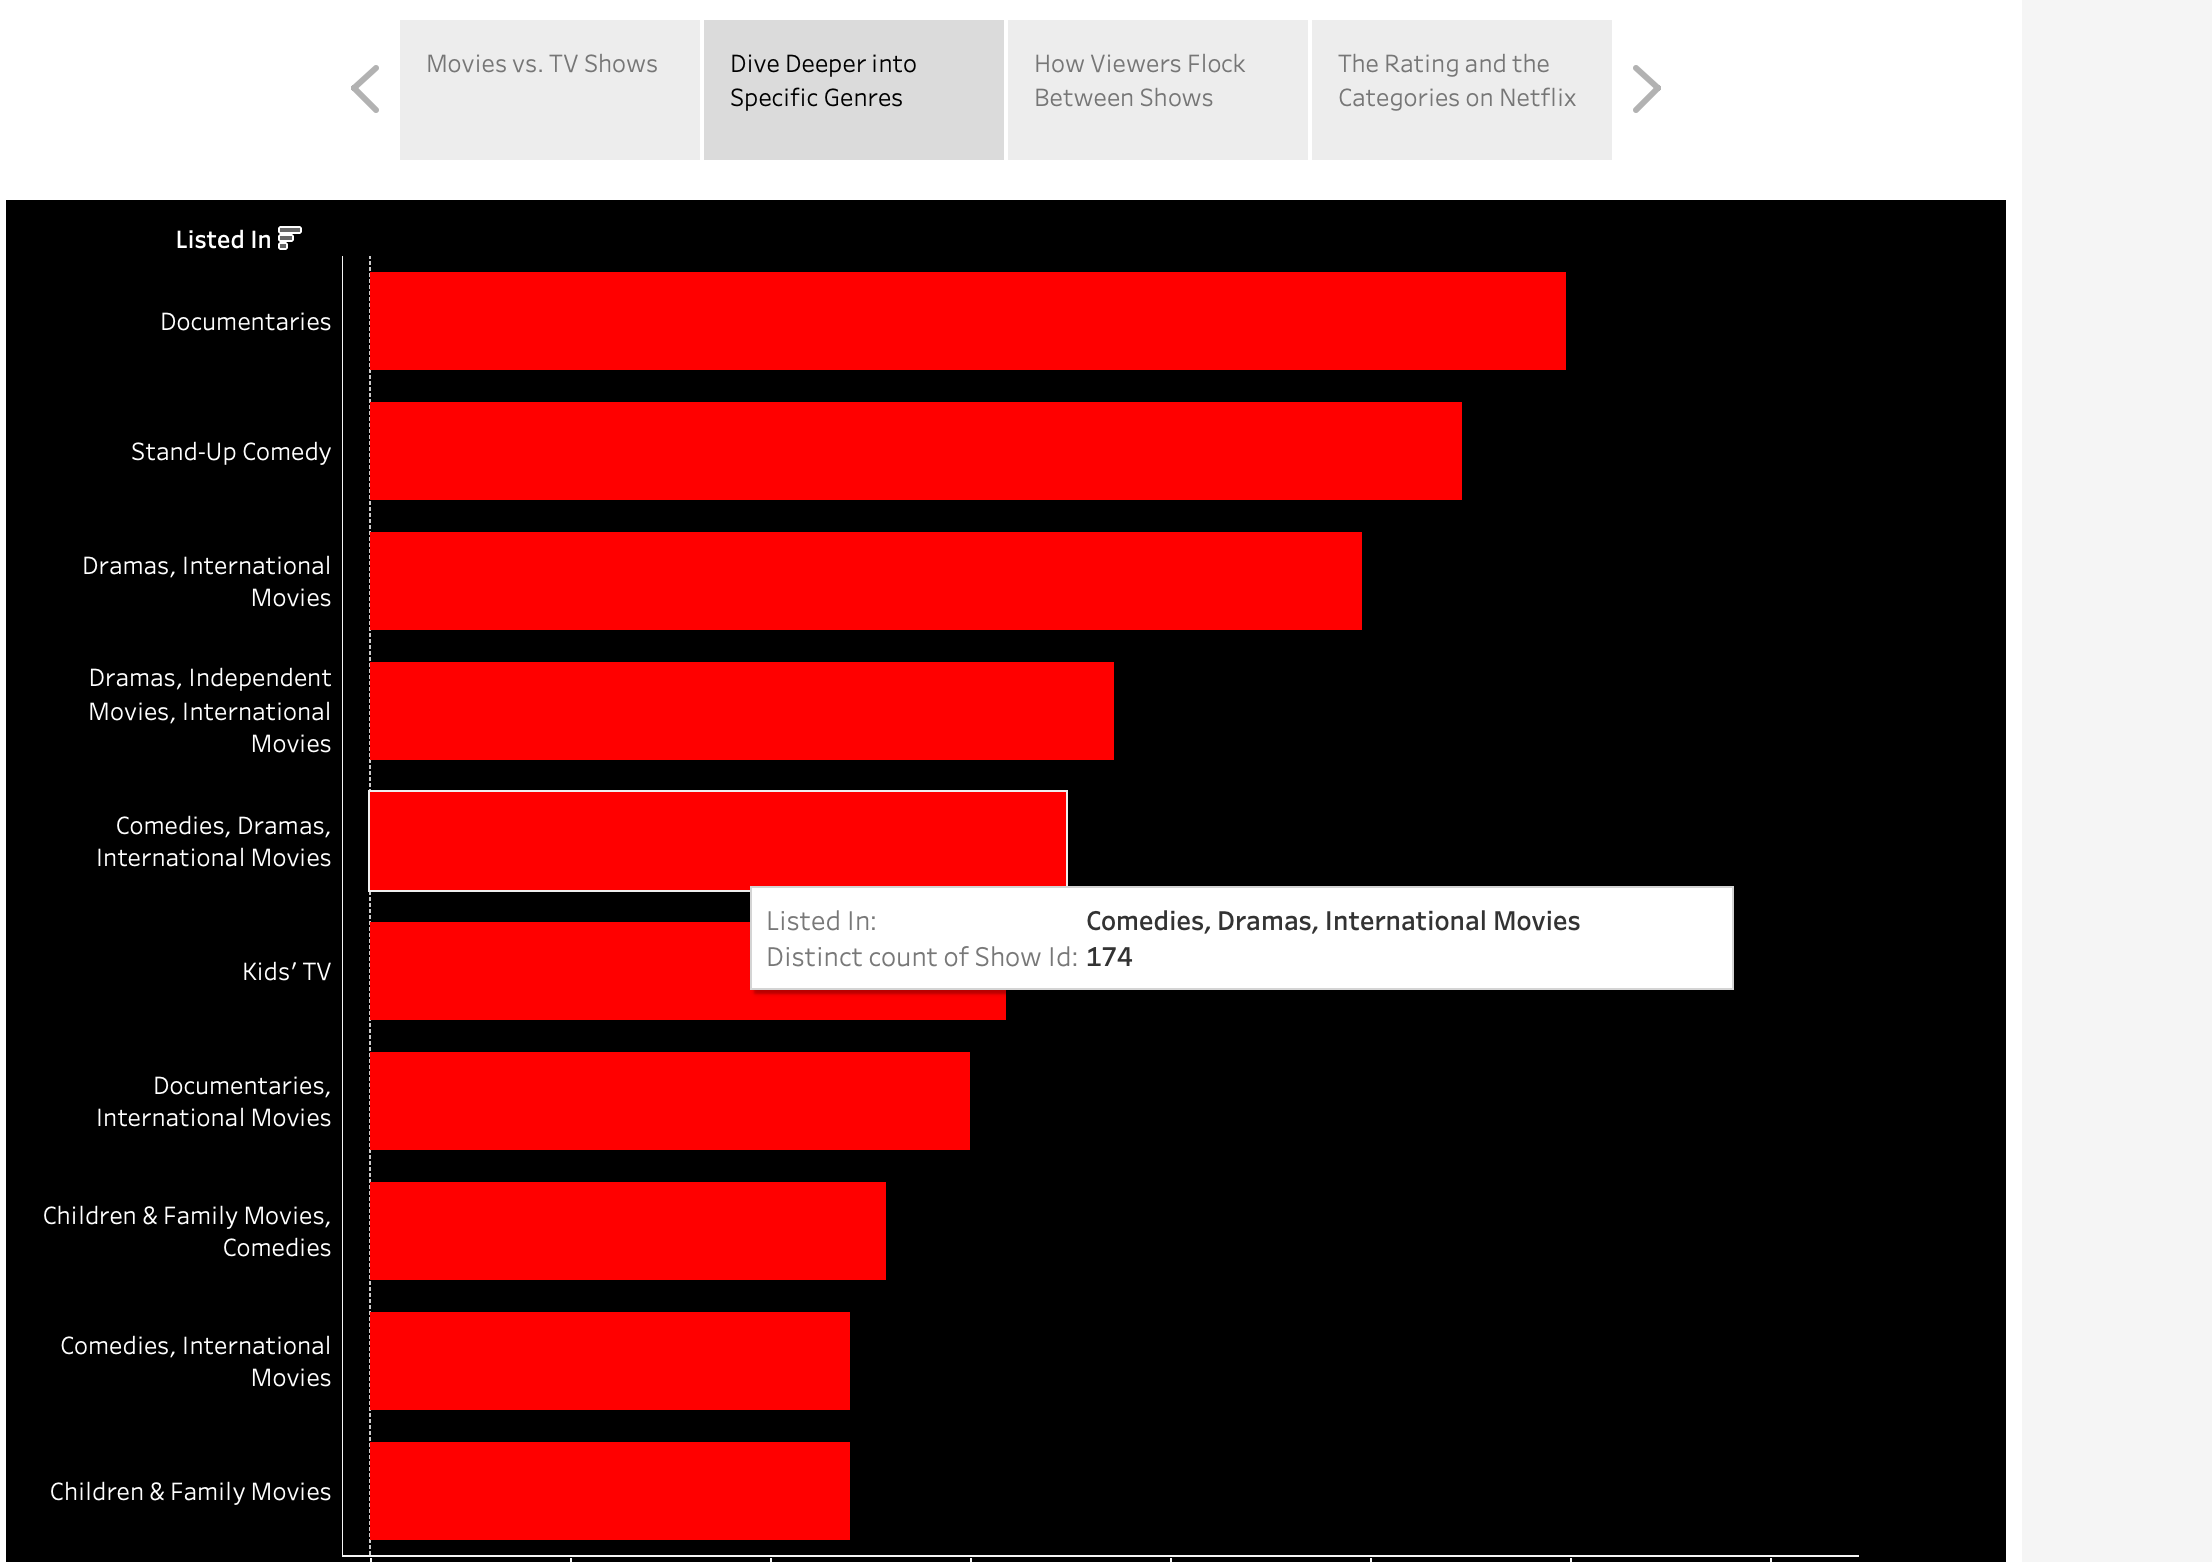 Movies vs. TV Shows
Dive Deeper into
Specific Genres
How Viewers Flock
Between Shows
The Rating and the
Categories on Netflix
Listed In
Documentaries
Stand-Up Comedy
Dramas, International
Movies
Dramas, Independent
Movies, International
Movies
Comedies, Dramas,
International Movies
Listed In: Comedies, Dramas, International Movies
Distinct count of Show Id: 174
Kids’ TV
Documentaries,
International Movies
Children & Family Movies,
Comedies
Comedies, International
Movies
Children & Family Movies